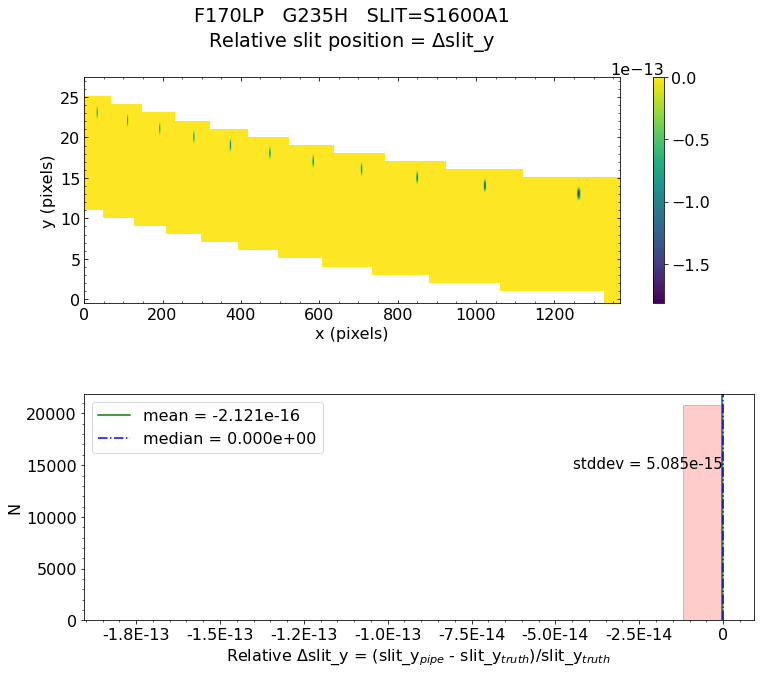 F170LP G235H SLIT=S1600A1
Relative slit position = Δslit_y
1e−13
25
20
15
10
5
0
y (pixels)
0 200 400 600 800 1000 1200
x (pixels)
0.0
−0.5
−1.0
−1.5
mean = -2.121e-16
median = 0.000e+00
stddev = 5.085e-15
20000
15000
10000
5000
0
N
-1.8E-13 -1.5E-13 -1.2E-13 -1.0E-13 -7.5E-14 -5.0E-14 -2.5E-14 0
Relative Δslit_y = (slit_ypipe - slit_ytruth)/slit_ytruth